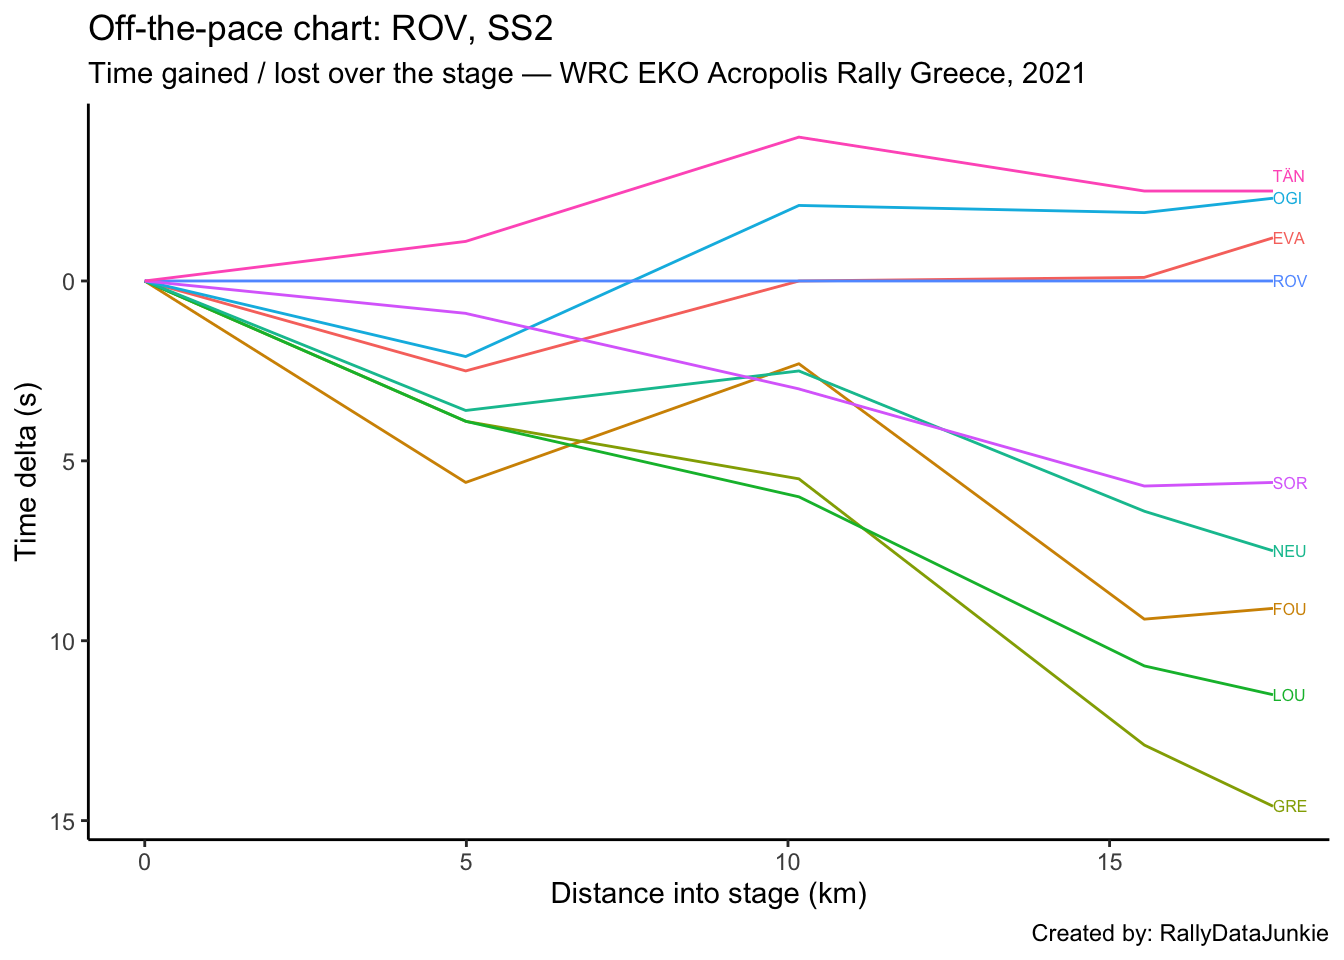 Off-the-pace chart: ROV, SS2
Time gained / lost over the stage — WRC EKO Acropolis Rally Greece, 2021
TÄN
OGI
EVA
0
ROV
Time delta (s)
5
SOR
NEU
FOU
10
LOU
GRE
15
0 5 10 15
Distance into stage (km)
Created by: RallyDataJunkie